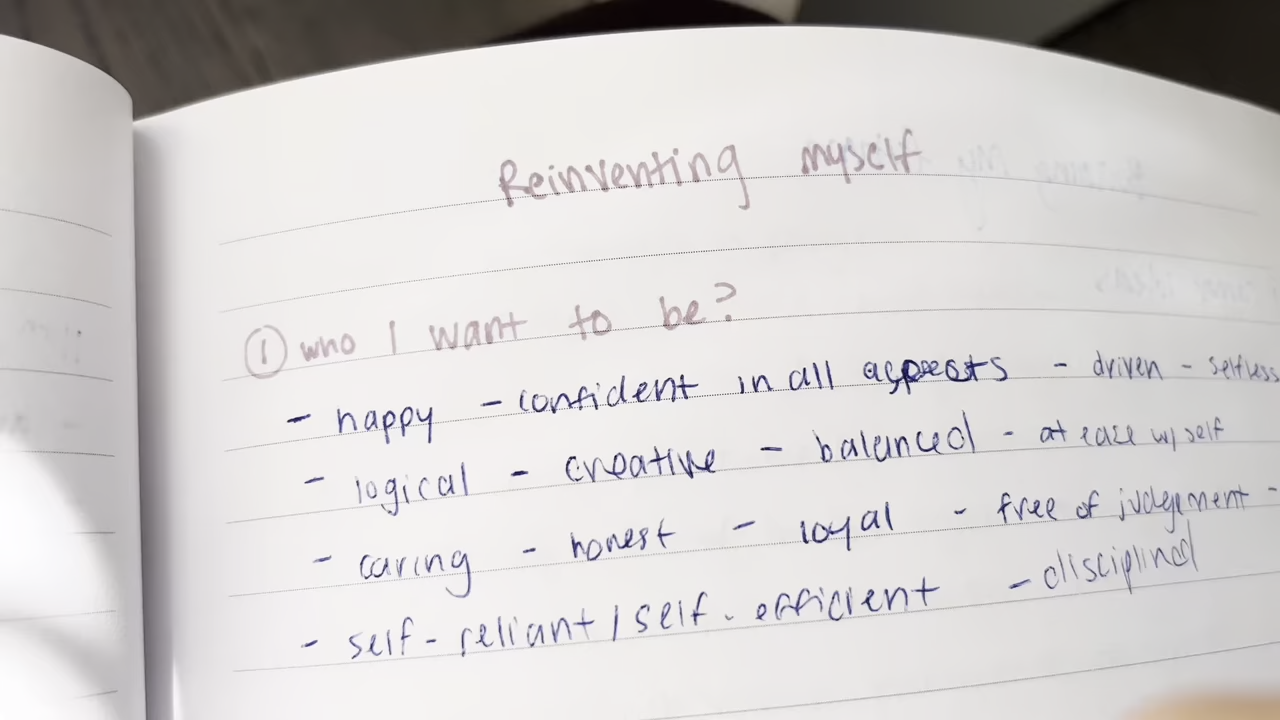 Reinventing myself
① who I want to be?
- happy - confident in all aspects - driven - selfless
- logical - creative - balanced - at ease w/ self
- caring - honest - loyal - free of judgement -
- self-reliant / self-efficient - disciplined